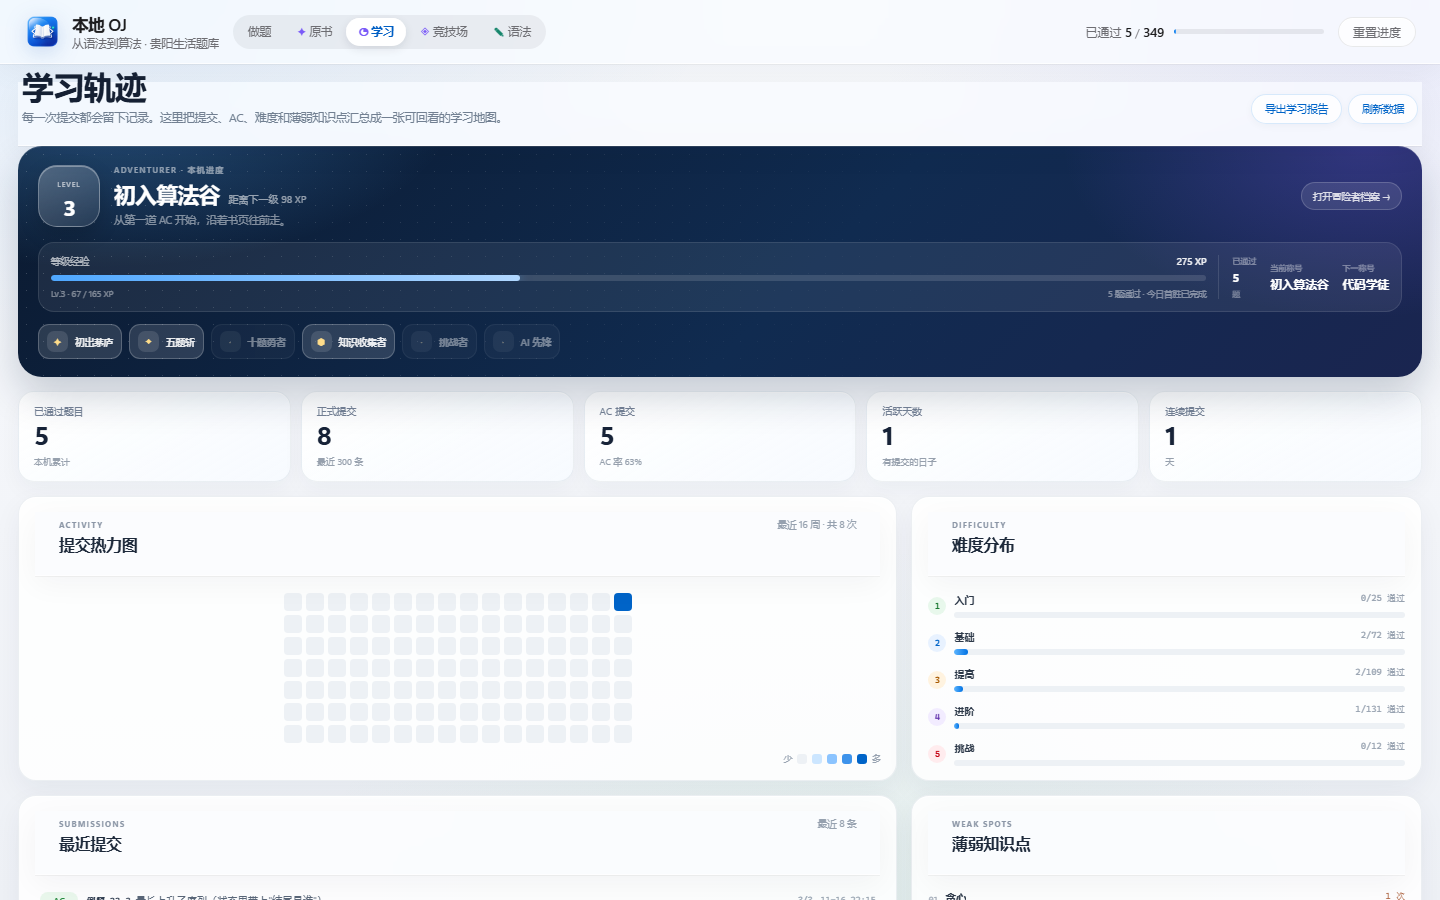 本地 OJ
从语法到算法 · 贵阳生活题库
做题
原书
学习
竞技场
语法
已通过 5 / 349
重置进度
学习轨迹
每一次提交都会留下记录。这里把提交、AC、难度和薄弱知识点汇总成一张可回看的学习地图。
导出学习报告
刷新数据
LEVEL
3
ADVENTURER · 本机进度
初入算法谷 距离下一级 98 XP
从第一道 AC 开始，沿着书页往前走。
打开冒险者档案 →
等级经验
275 XP
Lv.3 · 67 / 165 XP
5 题通过 · 今日首胜已完成
已通过
5
题
当前称号
初入算法谷
下一称号
代码学徒
初出茅庐
五题斩
十题勇者
知识收集者
挑战者
AI 先锋
已通过题目
5
本机累计
正式提交
8
最近 300 条
AC 提交
5
AC 率 63%
活跃天数
1
有提交的日子
连续提交
1
天
ACTIVITY
提交热力图
最近 16 周 · 共 8 次
少
多
DIFFICULTY
难度分布
1 入门 0/25 通过
2 基础 2/72 通过
3 提高 2/109 通过
4 进阶 1/131 通过
5 挑战 0/12 通过
SUBMISSIONS
最近提交
最近 8 条
WEAK SPOTS
薄弱知识点
贪心
1 次